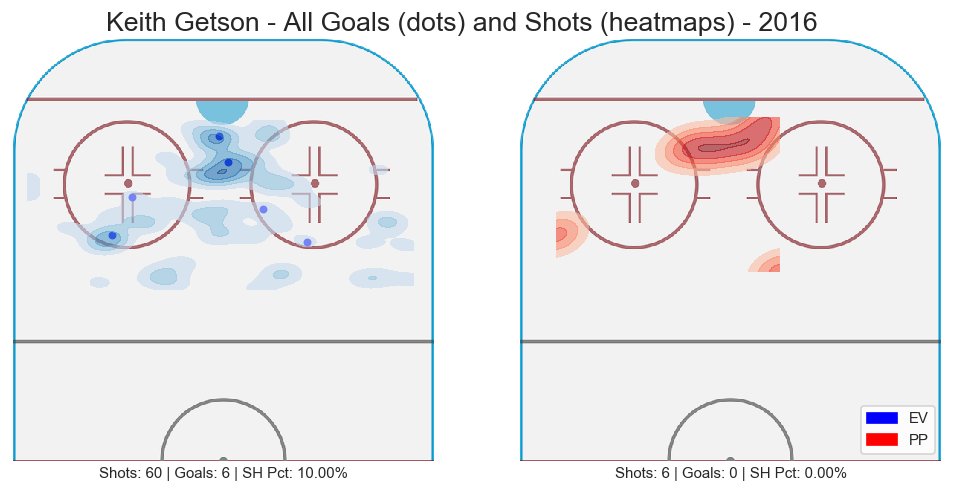 Keith Getson - All Goals (dots) and Shots (heatmaps) - 2016
EV
PP
Shots: 60 | Goals: 6 | SH Pct: 10.00%
Shots: 6 | Goals: 0 | SH Pct: 0.00%